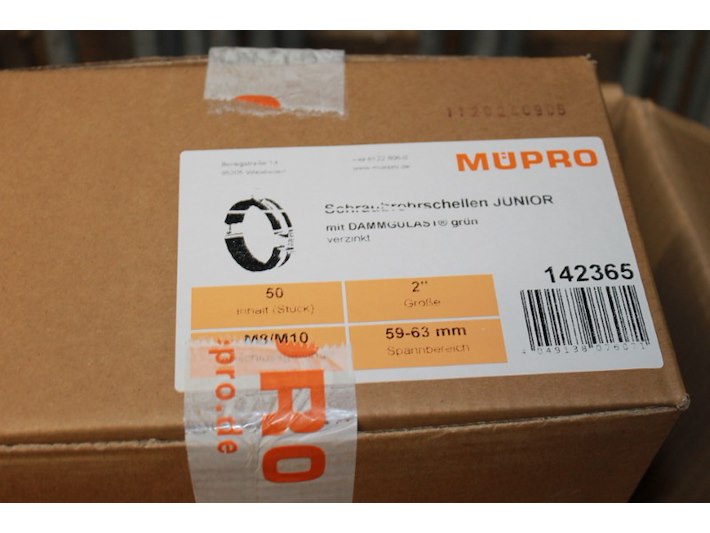 1120240905
MÜPRO
Schraubrohrschellen JUNIOR
mit DÄMMGULAST® grün
verzinkt
142365
50
Inhalt (Stück)
2"
Größe
M8/M10
59-63 mm
Spannbereich
PRO
pro.de